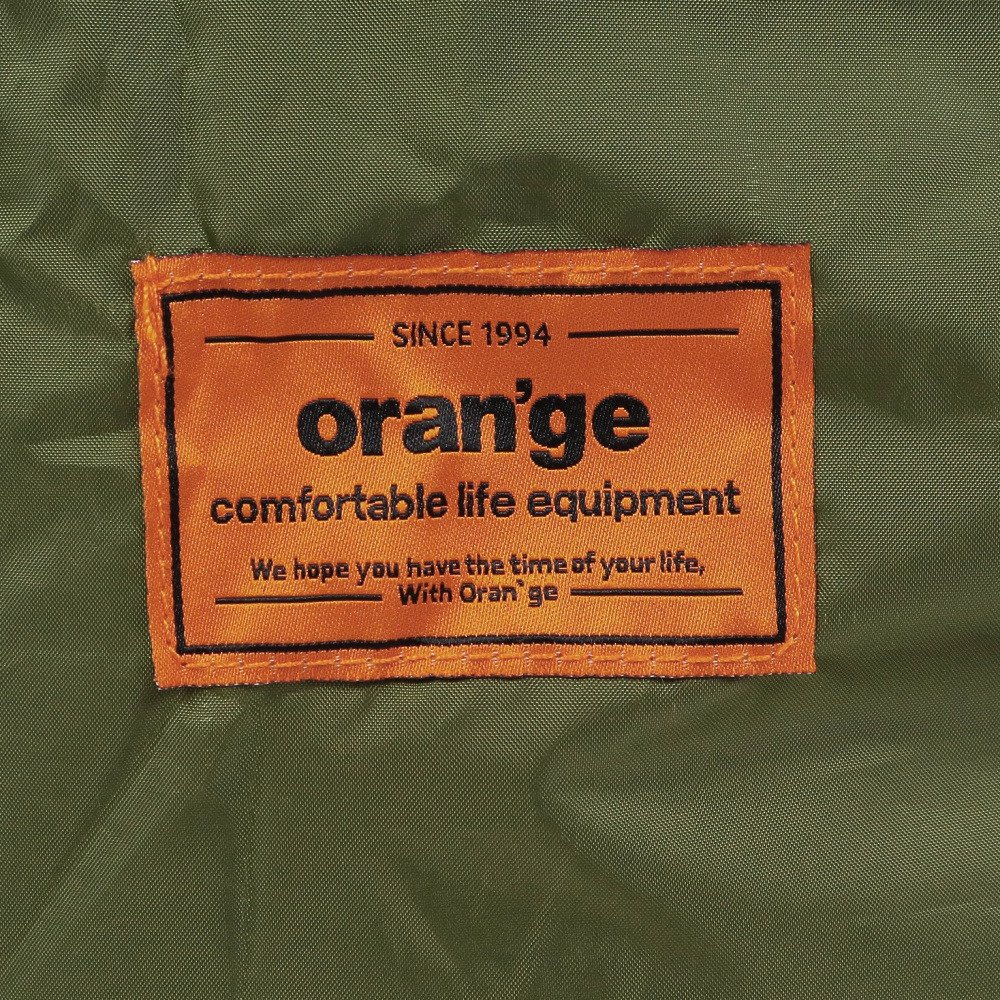 SINCE 1994
oran'ge
comfortable life equipment
We hope you have the time of your life,
With Oran`ge